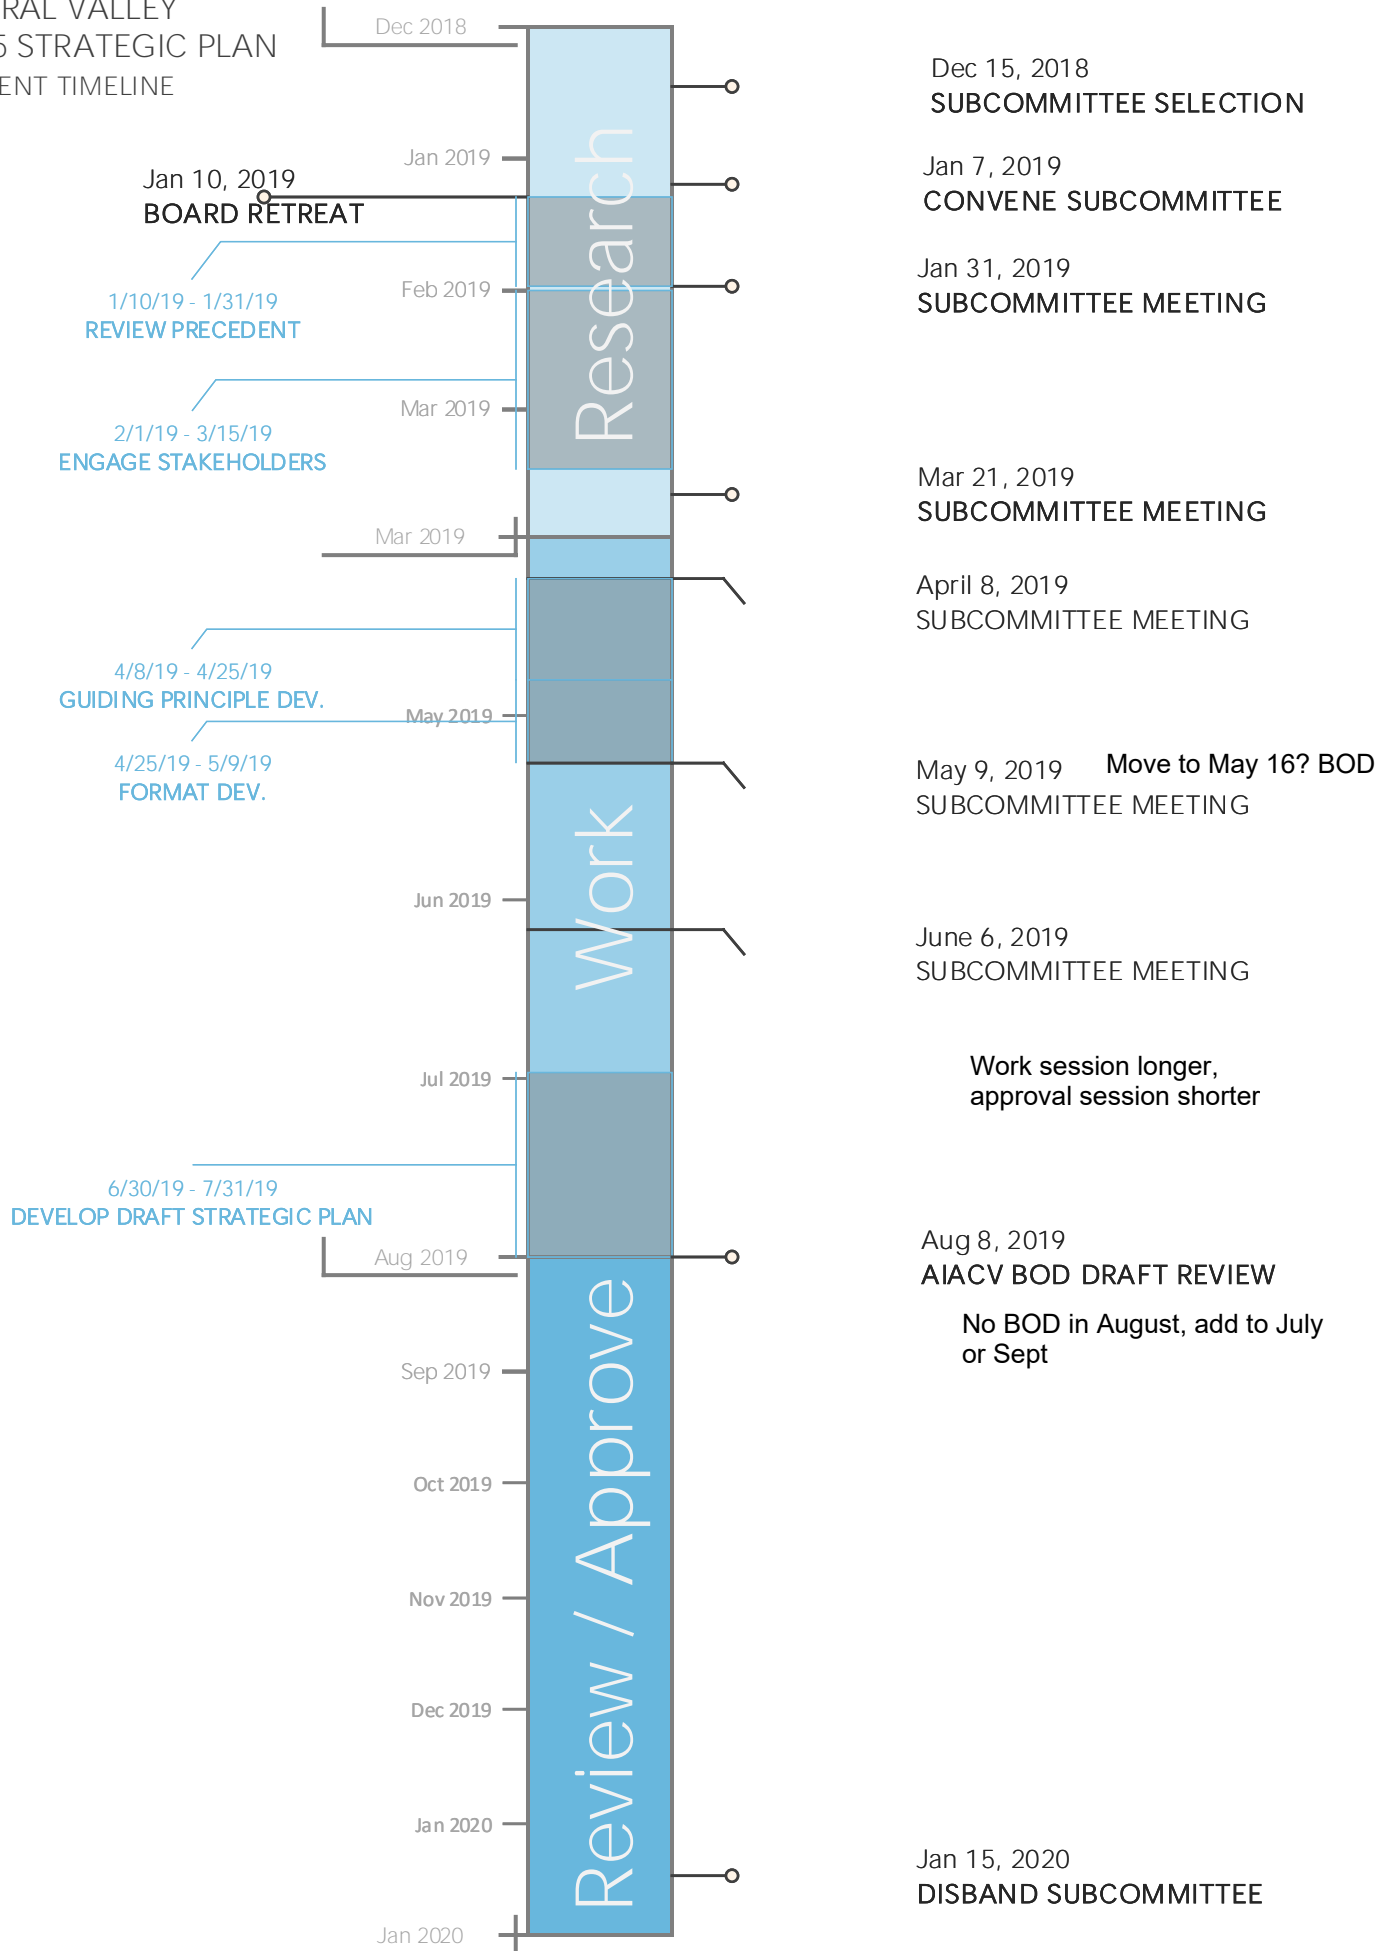 RAL VALLEY
5 STRATEGIC PLAN
ENT TIMELINE
Dec 2018
Dec 15, 2018
SUBCOMMITTEE SELECTION
Jan 2019
Jan 7, 2019
CONVENE SUBCOMMITTEE
Jan 10, 2019
BOARD RETREAT
Research
Jan 31, 2019
SUBCOMMITTEE MEETING
Feb 2019
1/10/19 - 1/31/19
REVIEW PRECEDENT
Mar 2019
2/1/19 - 3/15/19
ENGAGE STAKEHOLDERS
Mar 21, 2019
SUBCOMMITTEE MEETING
Mar 2019
April 8, 2019
SUBCOMMITTEE MEETING
4/8/19 - 4/25/19
GUIDING PRINCIPLE DEV.
May 2019
4/25/19 - 5/9/19
FORMAT DEV.
May 9, 2019 Move to May 16? BOD
SUBCOMMITTEE MEETING
Work
Jun 2019
June 6, 2019
SUBCOMMITTEE MEETING
Work session longer,
approval session shorter
Jul 2019
6/30/19 - 7/31/19
DEVELOP DRAFT STRATEGIC PLAN
Aug 2019
Aug 8, 2019
AIACV BOD DRAFT REVIEW
No BOD in August, add to July
or Sept
Review / Approve
Sep 2019
Oct 2019
Nov 2019
Dec 2019
Jan 2020
Jan 15, 2020
DISBAND SUBCOMMITTEE
Jan 2020